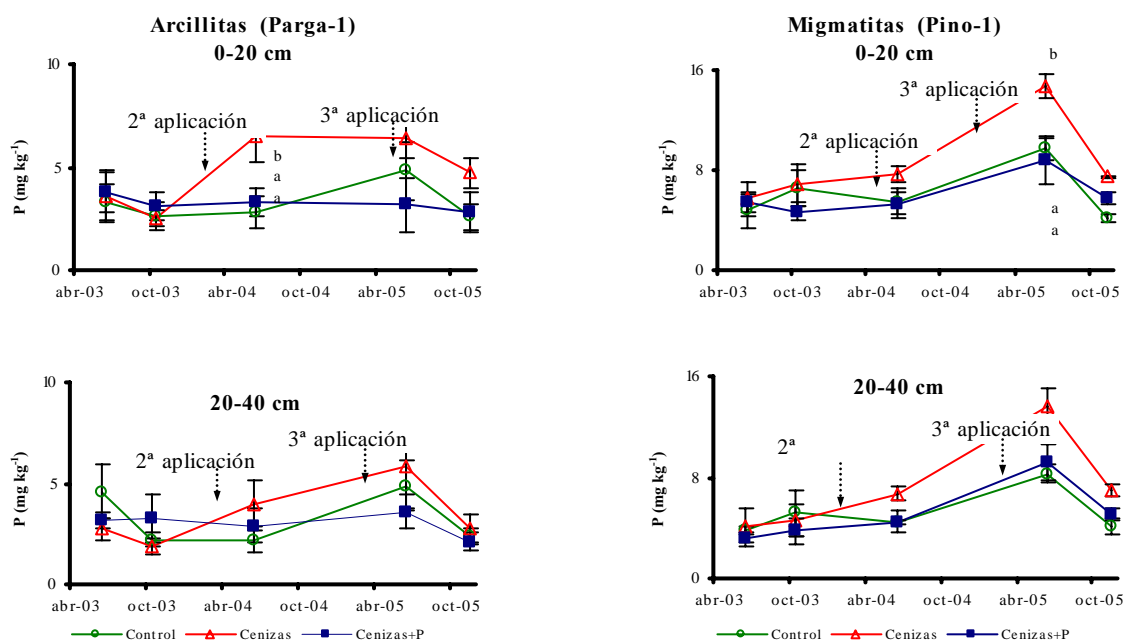 Arcillitas (Parga-1)
0-20 cm
10
5
0
P (mg kg-1)
2ª aplicación
3ª aplicación
b
a
a
abr-03 oct-03 abr-04 oct-04 abr-05 oct-05
Migmatitas (Pino-1)
0-20 cm
16
8
0
P (mg kg-1)
b
3ª aplicación
2ª aplicación
a
a
abr-03 oct-03 abr-04 oct-04 abr-05 oct-05
20-40 cm
10
5
0
P (mg kg-1)
3ª aplicación
2ª aplicación
abr-03 oct-03 abr-04 oct-04 abr-05 oct-05
Control Cenizas Cenizas+P
20-40 cm
16
8
0
P (mg kg-1)
3ª aplicación
2ª
abr-03 oct-03 abr-04 oct-04 abr-05 oct-05
Control Cenizas Cenizas+P